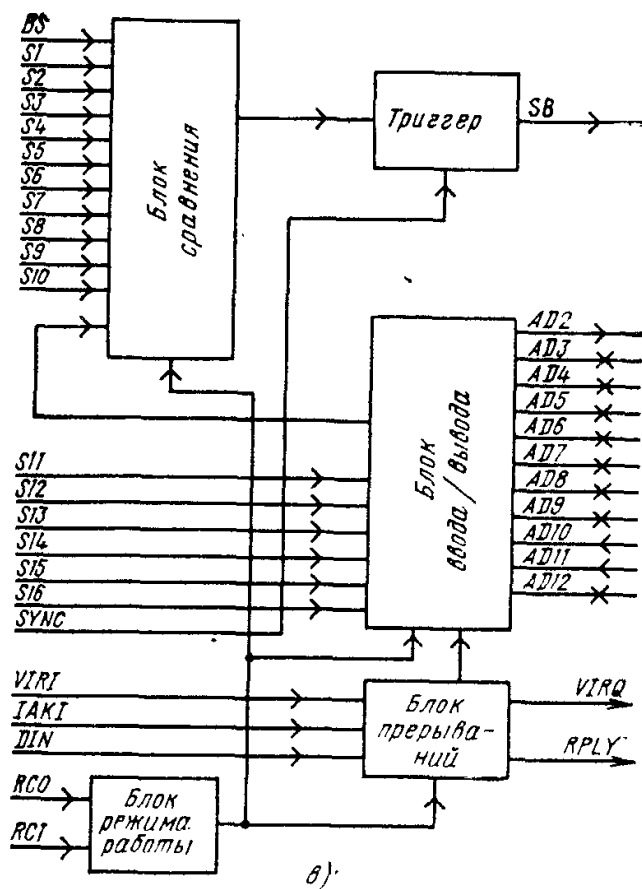 BS
S1
S2
S3
S4
S5
S6
S7
S8
S9
S10
Блок
сравнения
Триггер
SB
S11
S12
S13
S14
S15
S16
SYNC
Блок
ввода/вывода
AD2
AD3
AD4
AD5
AD6
AD7
AD8
AD9
AD10
AD11
AD12
VIRI
IAKI
DIN
Блок
прерыва-
ний
VIRQ
RPLY
RC0
RC1
Блок
режима
работы
в)